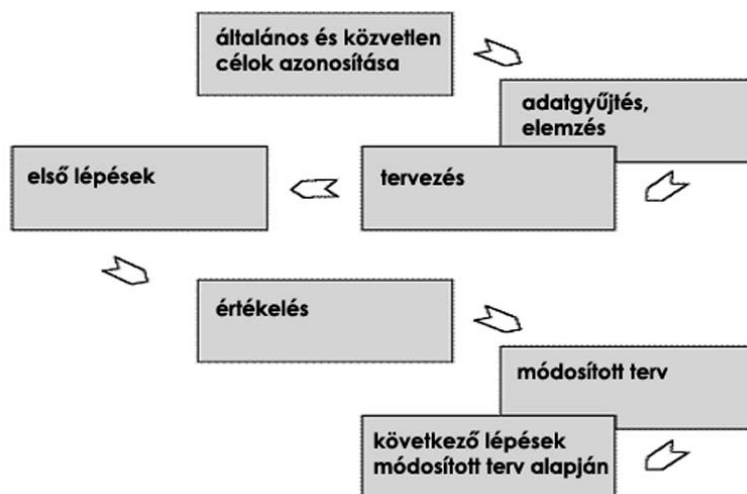 általános és közvetlen
célok azonosítása
adatgyűjtés,
elemzés
tervezés
első lépések
értékelés
módosított terv
következő lépések
módosított terv alapján